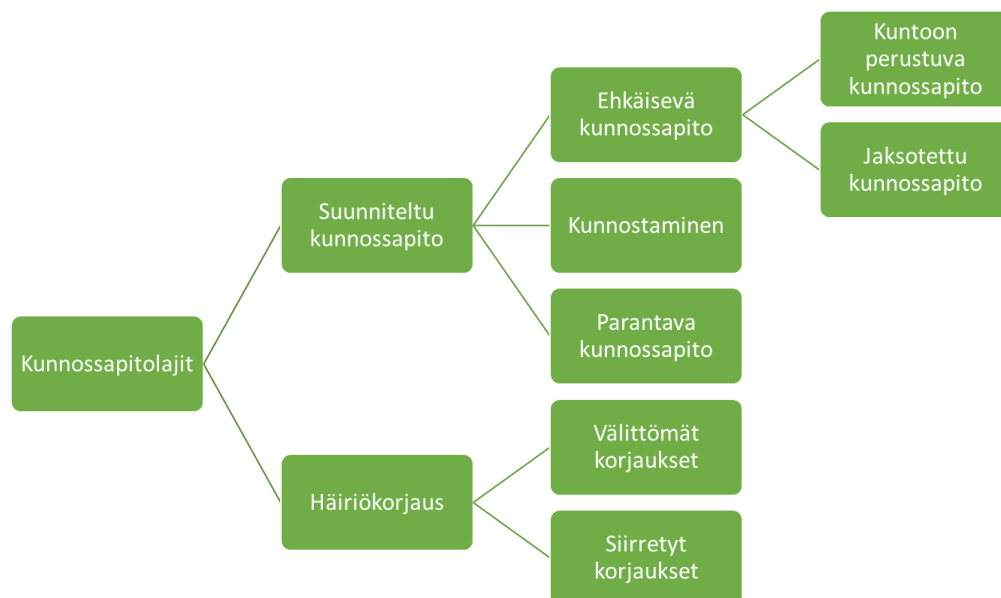 Kunnossapitolajit
Suunniteltu
kunnossapito
Ehkäisevä
kunnossapito
Kuntoon
perustuva
kunnossapito
Jaksotettu
kunnossapito
Kunnostaminen
Parantava
kunnossapito
Häiriökorjaus
Välittömät
korjaukset
Siirretyt
korjaukset